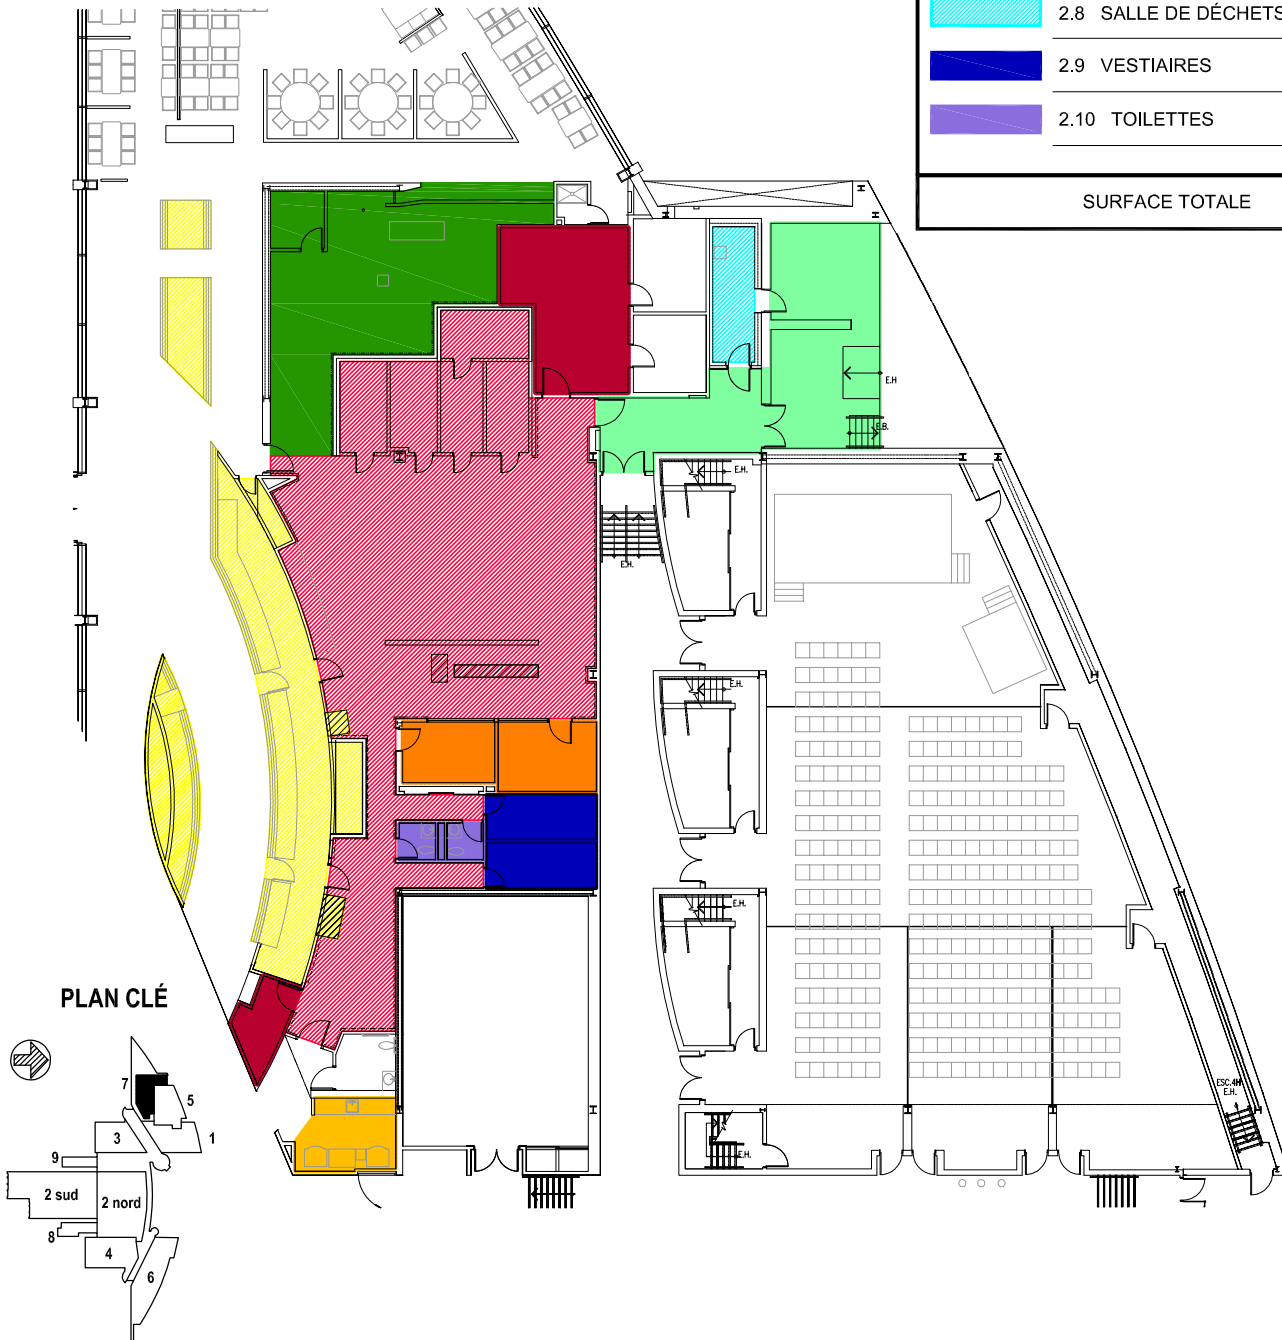 2.8 SALLE DE DÉCHETS
2.9 VESTIAIRES
2.10 TOILETTES
SURFACE TOTALE
E.H
E.B.
E.H.
E.H.
E.H.
E.H.
E.H.
ESC.4H
E.H.
PLAN CLÉ
7
5
3
1
9
2 sud
2 nord
8
4
6